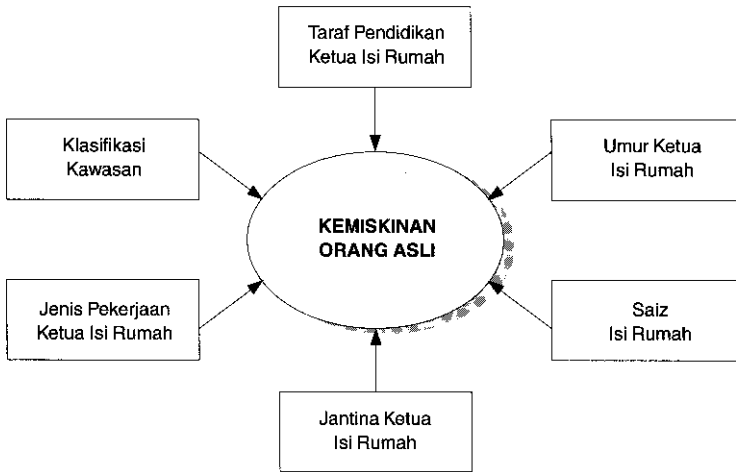 Taraf Pendidikan
Ketua Isi Rumah
Klasifikasi
Kawasan
Umur Ketua
Isi Rumah
KEMISKINAN
ORANG ASLI
Jenis Pekerjaan
Ketua Isi Rumah
Saiz
Isi Rumah
Jantina Ketua
Isi Rumah